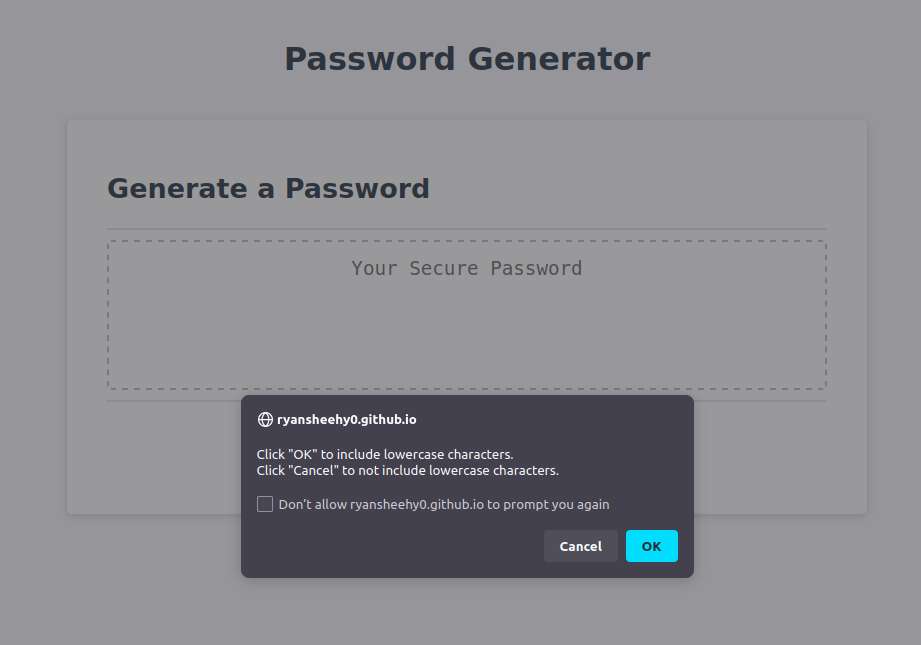 Password Generator
Generate a Password
Your Secure Password
ryansheehy0.github.io
Click "OK" to include lowercase characters.
Click "Cancel" to not include lowercase characters.
Don’t allow ryansheehy0.github.io to prompt you again
Cancel OK